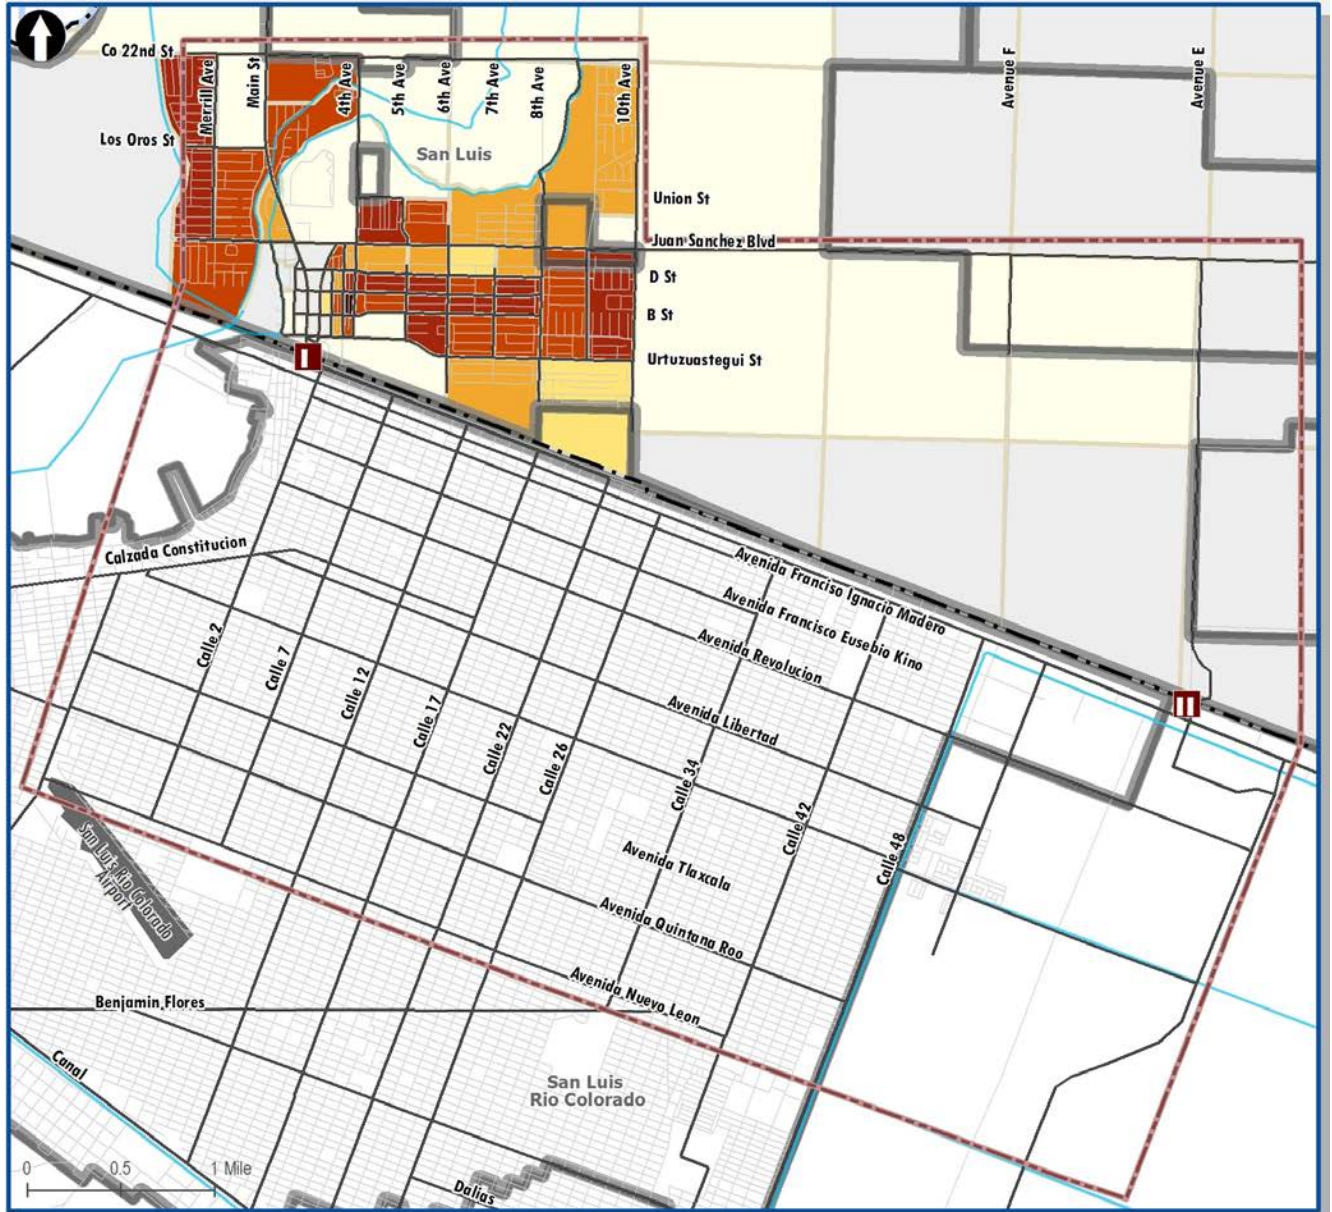 Co 22nd St
Merrill Ave
Main St
4th Ave
5th Ave
6th Ave
7th Ave
8th Ave
10th Ave
Avenue F
Avenue E
Los Oros St
San Luis
Union St
Juan Sanchez Blvd
D St
B St
Urtuzuastegui St
I
Calzada Constitucion
Avenida Franciso Ignacio Madero
Avenida Francisco Eusebio Kino
Avenida Revolucion
Avenida Libertad
II
Calle 2
Calle 7
Calle 12
Calle 17
Calle 22
Calle 26
Calle 34
Calle 42
Calle 48
San Luis Rio Colorado
Airport
Avenida Tlaxcala
Avenida Quintana Roo
Avenida Nuevo Leon
Benjamin Flores
Canal
San Luis
Rio Colorado
0 0.5 1 Mile
Dalias